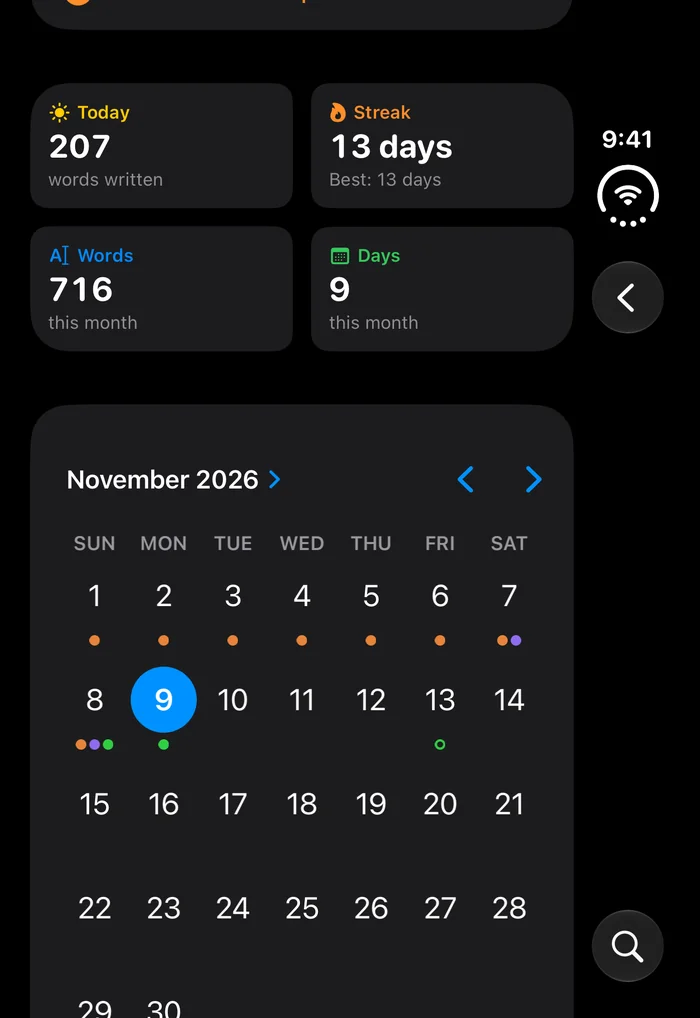 Today
207
words written
Streak
13 days
Best: 13 days
9:41
Words
716
this month
Days
9
this month
November 2026
SUN MON TUE WED THU FRI SAT
1 2 3 4 5 6 7
8 9 10 11 12 13 14
15 16 17 18 19 20 21
22 23 24 25 26 27 28
29 30